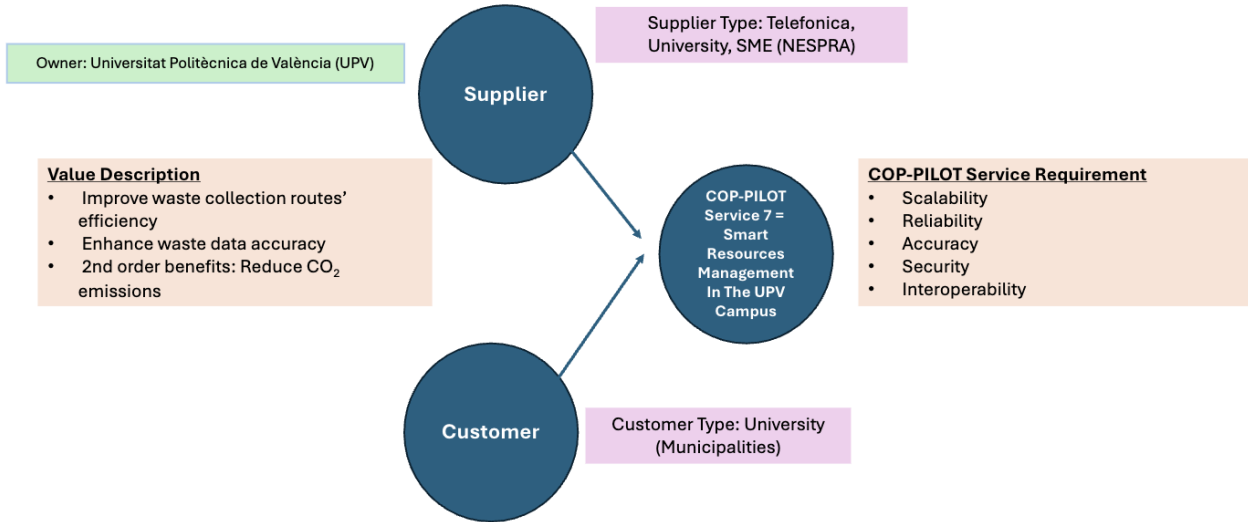 Supplier Type: Telefonica,
University, SME (NESPRA)
Owner: Universitat Politècnica de València (UPV)
Supplier
Value Description
• Improve waste collection routes’
efficiency
• Enhance waste data accuracy
• 2nd order benefits: Reduce CO₂
emissions
COP-PILOT
Service 7 =
Smart
Resources
Management
In The UPV
Campus
COP-PILOT Service Requirement
• Scalability
• Reliability
• Accuracy
• Security
• Interoperability
Customer
Customer Type: University
(Municipalities)